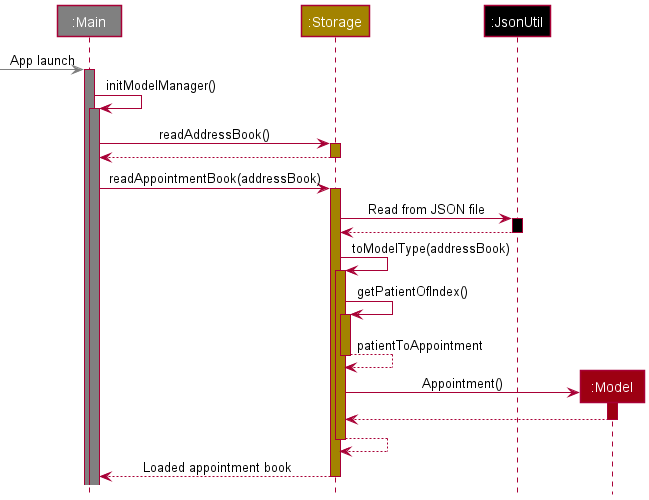 :Main
:Storage
:JsonUtil
App launch
initModelManager()
readAddressBook()
readAppointmentBook(addressBook)
Read from JSON file
toModelType(addressBook)
getPatientOfIndex()
patientToAppointment
Appointment()
:Model
Loaded appointment book